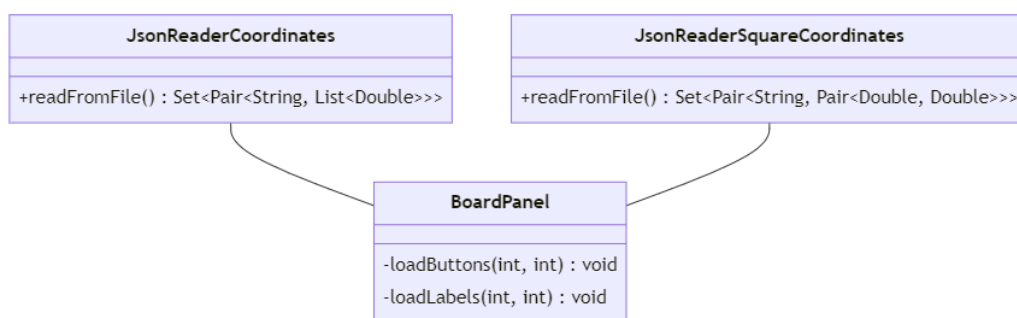 JsonReaderCoordinates
+readFromFile() : Set<Pair<String, List<Double>>>
JsonReaderSquareCoordinates
+readFromFile() : Set<Pair<String, Pair<Double, Double>>>
BoardPanel
-loadButtons(int, int) : void
-loadLabels(int, int) : void